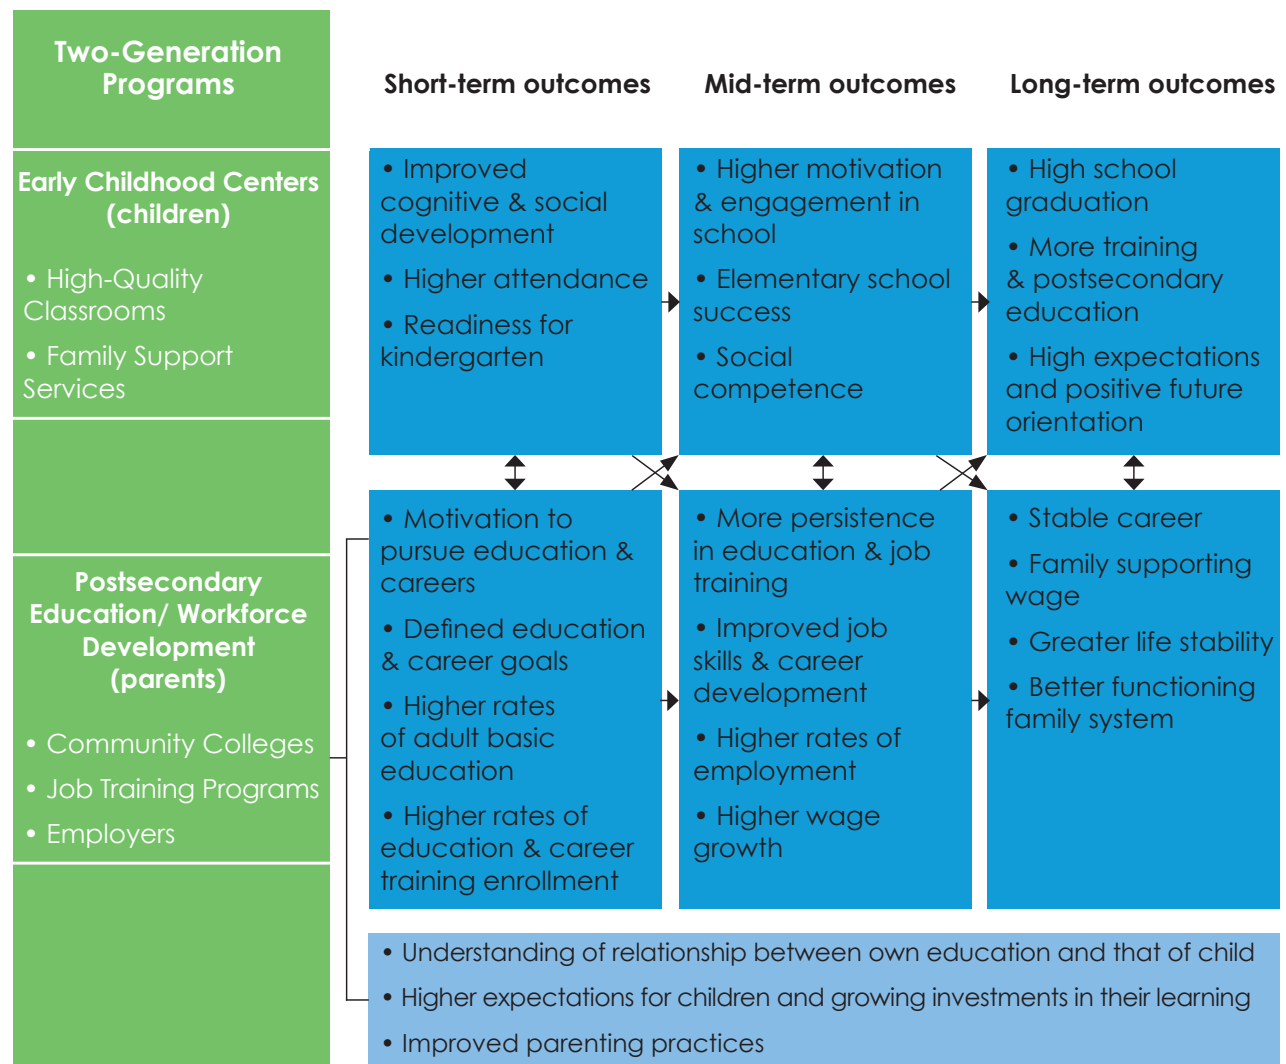 Two-Generation
Programs
Short-term outcomes
Mid-term outcomes
Long-term outcomes
Early Childhood Centers
(children)
• High-Quality
Classrooms
• Family Support
Services
• Improved
cognitive & social
development
• Higher attendance
• Readiness for
kindergarten
• Higher motivation
& engagement in
school
• Elementary school
success
• Social
competence
• High school
graduation
• More training
& postsecondary
education
• High expectations
and positive future
orientation
Postsecondary
Education/ Workforce
Development
(parents)
• Community Colleges
• Job Training Programs
• Employers
• Motivation to
pursue education &
careers
• Defined education
& career goals
• Higher rates
of adult basic
education
• Higher rates of
education & career
training enrollment
• More persistence
in education & job
training
• Improved job
skills & career
development
• Higher rates of
employment
• Higher wage
growth
• Stable career
• Family supporting
wage
• Greater life stability
• Better functioning
family system
• Understanding of relationship between own education and that of child
• Higher expectations for children and growing investments in their learning
• Improved parenting practices